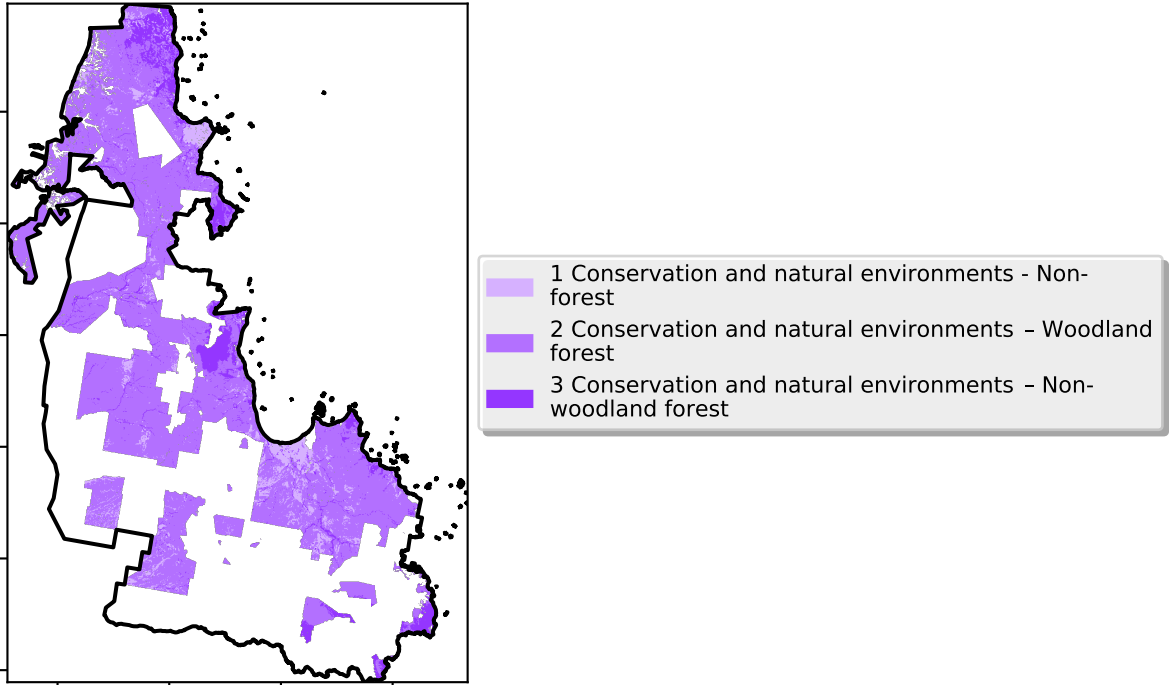 1 Conservation and natural environments - Non-
forest
2 Conservation and natural environments – Woodland
forest
3 Conservation and natural environments – Non-
woodland forest